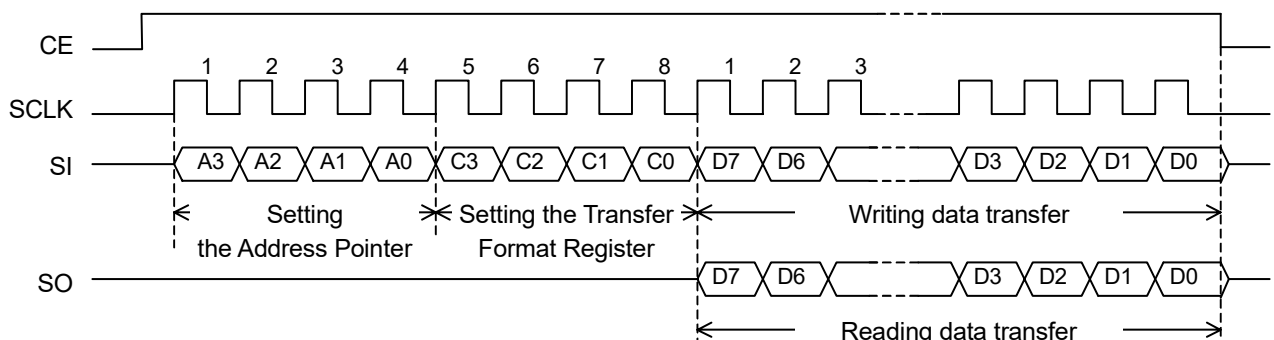 CE
1 2 3 4 5 6 7 8 1 2 3
SCLK
SI A3 A2 A1 A0 C3 C2 C1 C0 D7 D6 D3 D2 D1 D0
Setting Setting the Transfer Writing data transfer
the Address Pointer Format Register
SO D7 D6 D3 D2 D1 D0
Reading data transfer